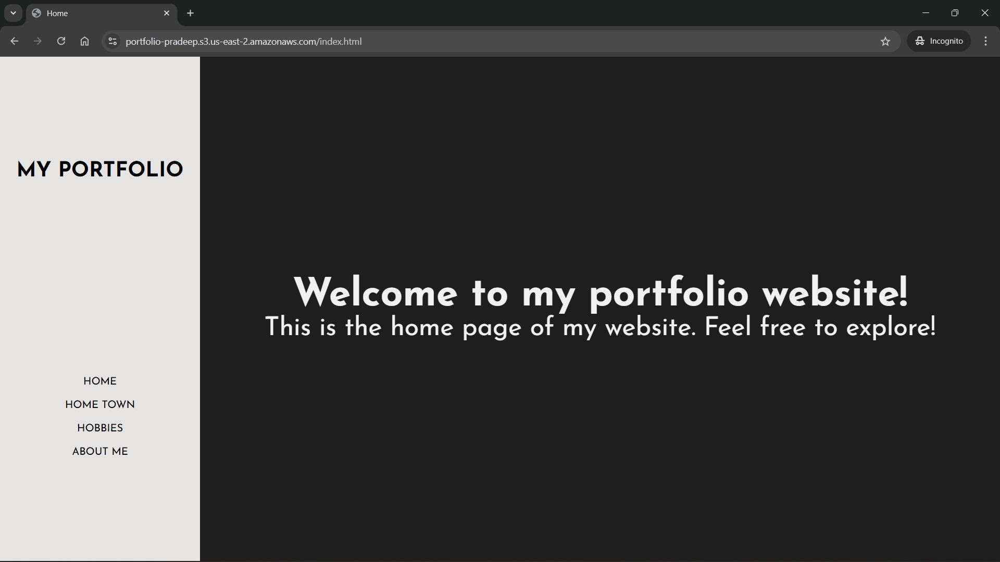 Home
portfolio-pradeep.s3.us-east-2.amazonaws.com/index.html
Incognito
MY PORTFOLIO
Welcome to my portfolio website!
This is the home page of my website. Feel free to explore!
HOME
HOME TOWN
HOBBIES
ABOUT ME